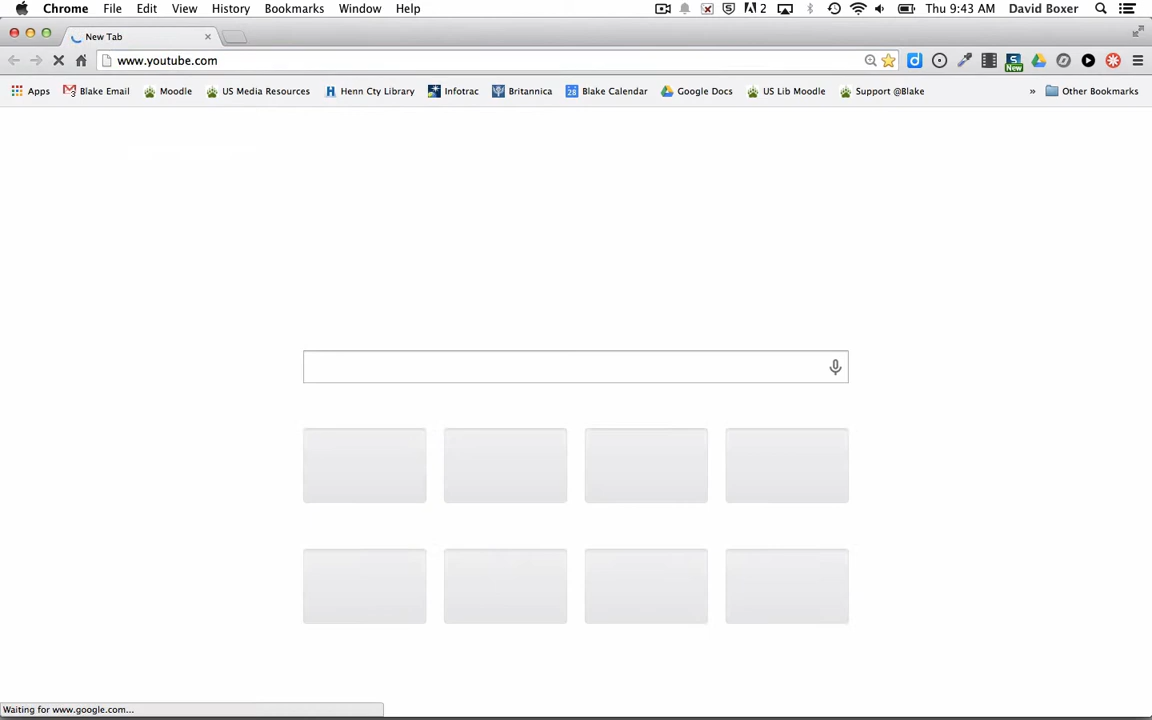 Chrome File Edit View History Bookmarks Window Help 2 Thu 9:43 AM David Boxer
New Tab
www.youtube.com
New
Apps Blake Email Moodle US Media Resources Henn Cty Library Infotrac Britannica 28 Blake Calendar Google Docs US Lib Moodle Support @Blake » Other Bookmarks
Waiting for www.google.com...